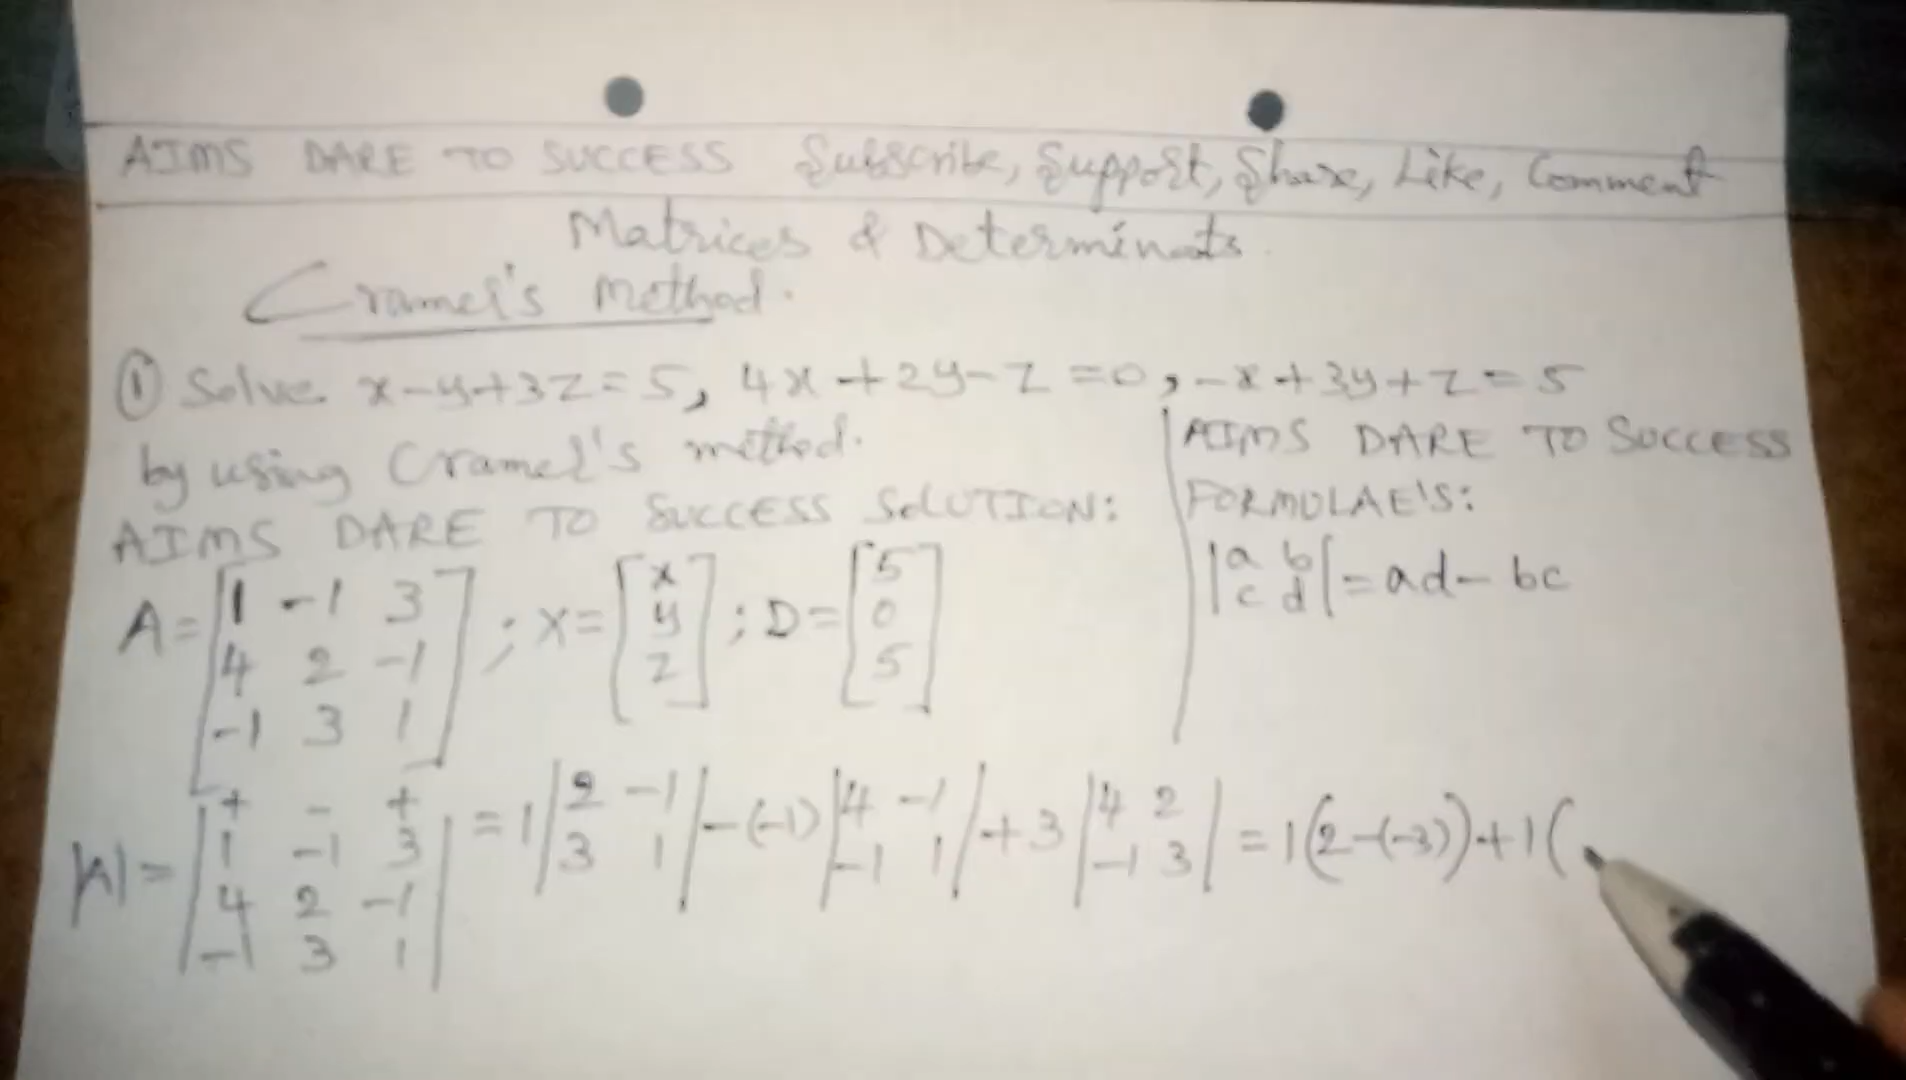 AIMS DARE TO SUCCESS Subscribe, Support, Share, Like, Comment
Matrices & Determinats.
Cramer's Method.
① Solve x-y+3z=5, 4x+2y-z=0, -x+3y+z=5
by using Cramer's method.
AIMS DARE TO SUCCESS SOLUTION:
AIMS DARE TO SUCCESS
FORMULAE'S:
|a b|
|c d| = ad - bc
A = [1 -1 3] ; X = [x] ; D = [5]
[4 2 -1] [y] [0]
[-1 3 1] [z] [5]
+ - +
|A| = |1 -1 3| = 1|2 -1| -(-1)|4 -1| + 3|4 2| = 1(2-(-3))+1(
|4 2 -1| |3 1| |-1 1| |-1 3|
|-1 3 1|